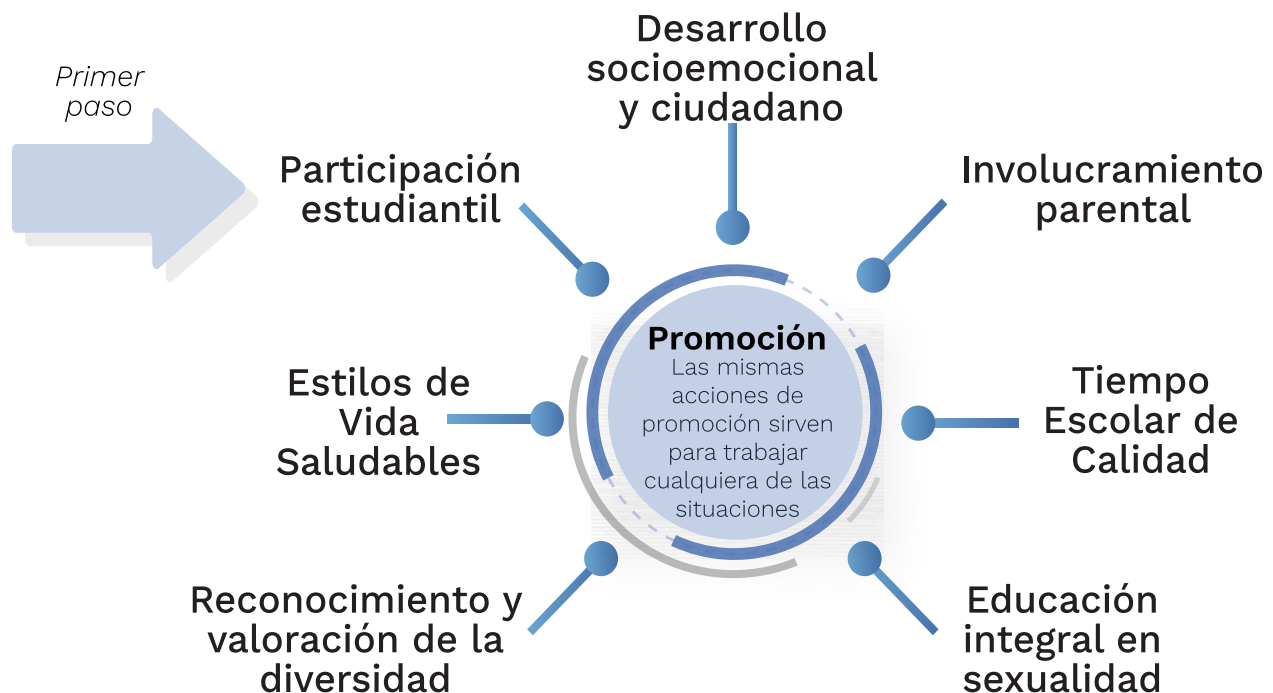 Primer
paso
Desarrollo
socioemocional
y ciudadano
Participación
estudiantil
Involucramiento
parental
Promoción
Las mismas
acciones de
promoción sirven
para trabajar
cualquiera de las
situaciones
Estilos de
Vida
Saludables
Tiempo
Escolar de
Calidad
Reconocimiento y
valoración de la
diversidad
Educación
integral en
sexualidad